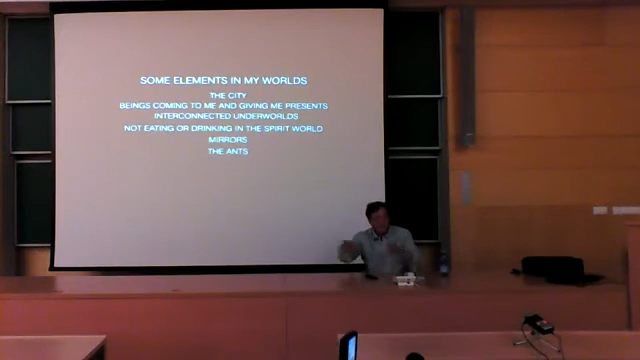 SOME ELEMENTS IN MY WORLDS
THE CITY
BEINGS COMING TO ME AND GIVING ME PRESENTS
INTERCONNECTED UNDERWORLDS
NOT EATING OR DRINKING IN THE SPIRIT WORLD
MIRRORS
THE ANTS